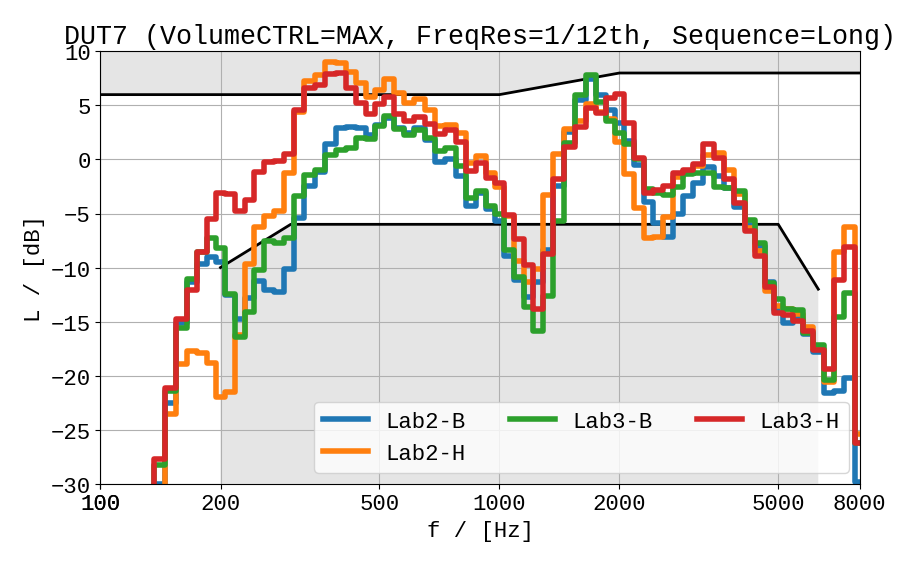 DUT7 (VolumeCTRL=MAX, FreqRes=1/12th, Sequence=Long)
10
5
0
−5
−10
−15
−20
−25
−30
L / [dB]
Lab2-B
Lab3-B
Lab3-H
Lab2-H
100 200 500 1000 2000 5000 8000
f / [Hz]